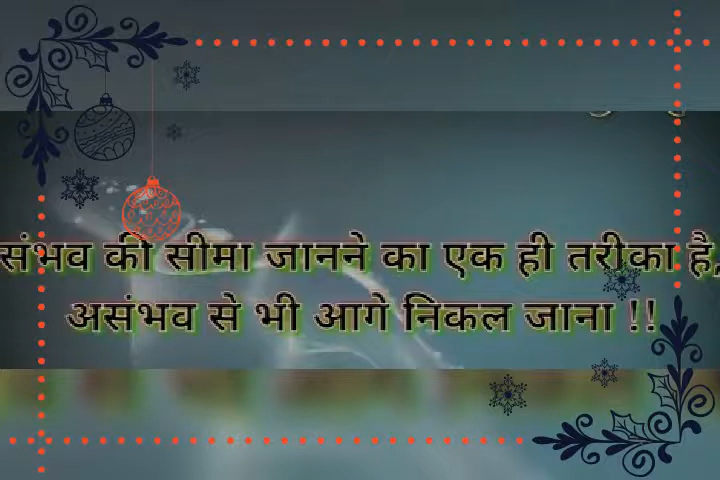 संभव की सीमा जानने का एक ही तरीका है,
असंभव से भी आगे निकल जाना !!